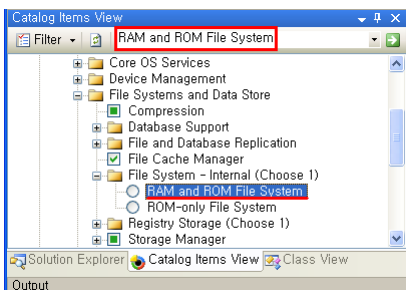 Catalog Items View
Filter RAM and ROM File System
Core OS Services
Device Management
File Systems and Data Store
Compression
Database Support
File and Database Replication
File Cache Manager
File System - Internal (Choose 1)
RAM and ROM File System
ROM-only File System
Registry Storage (Choose 1)
Storage Manager
Solution Explorer Catalog Items View Class View
Output